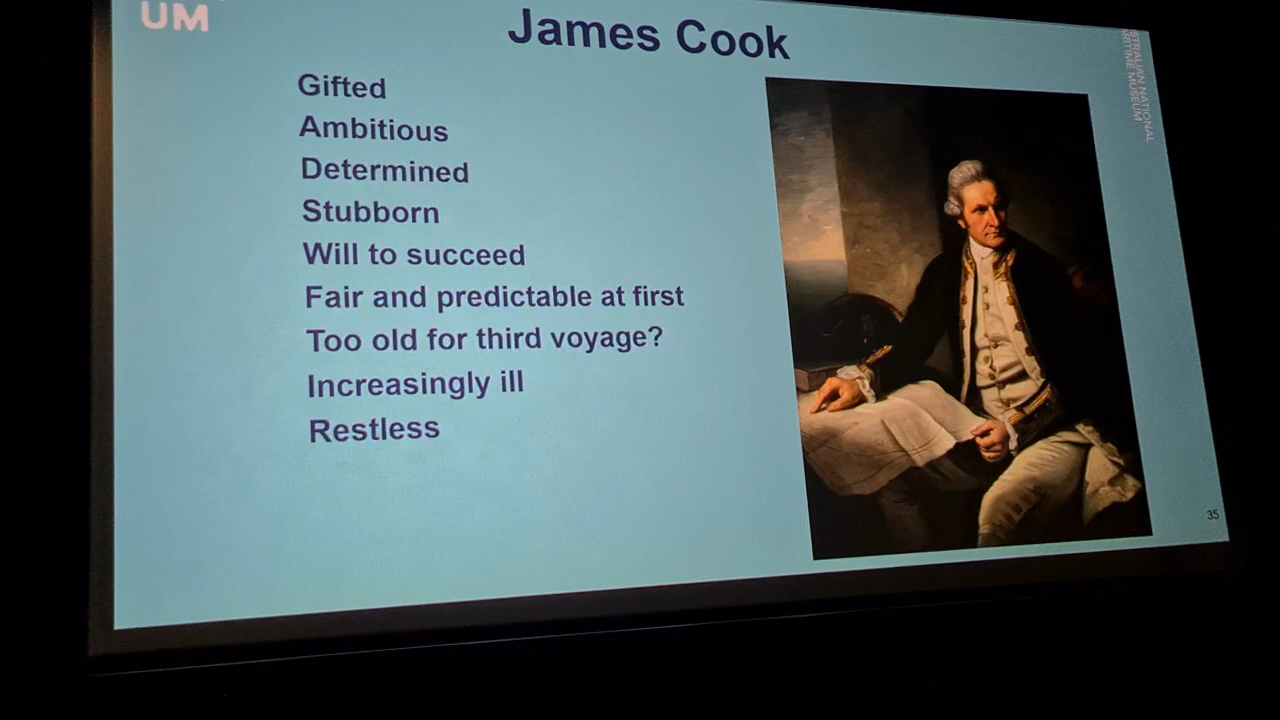 UM
James Cook
AUSTRALIAN NATIONAL
MARITIME MUSEUM
Gifted
Ambitious
Determined
Stubborn
Will to succeed
Fair and predictable at first
Too old for third voyage?
Increasingly ill
Restless
35